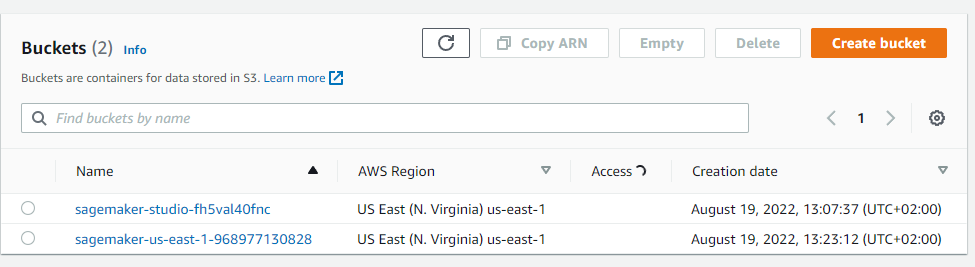 Buckets (2) Info
Copy ARN Empty Delete Create bucket
Buckets are containers for data stored in S3. Learn more
Find buckets by name
1
Name AWS Region Access Creation date
sagemaker-studio-fh5val40fnc US East (N. Virginia) us-east-1 August 19, 2022, 13:07:37 (UTC+02:00)
sagemaker-us-east-1-968977130828 US East (N. Virginia) us-east-1 August 19, 2022, 13:23:12 (UTC+02:00)